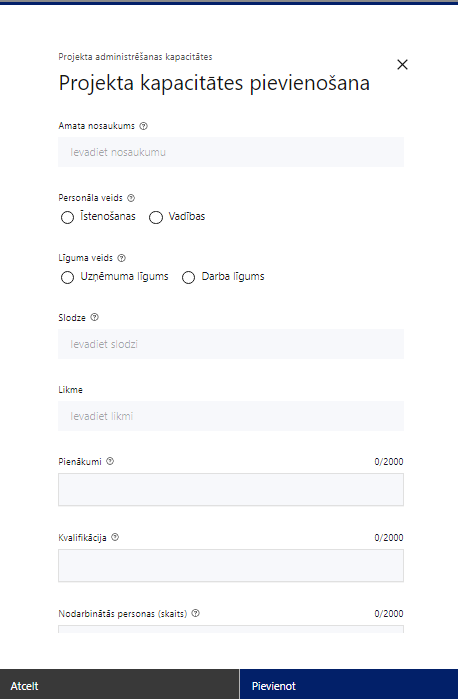 Projekta administrēšanas kapacitātes
Projekta kapacitātes pievienošana
Amata nosaukums
Ievadiet nosaukumu
Personāla veids
Īstenošanas Vadības
Līguma veids
Uzņēmuma līgums Darba līgums
Slodze
Ievadiet slodzi
Likme
Ievadiet likmi
Pienākumi 0/2000
Kvalifikācija 0/2000
Nodarbinātās personas (skaits) 0/2000
Atcelt Pievienot